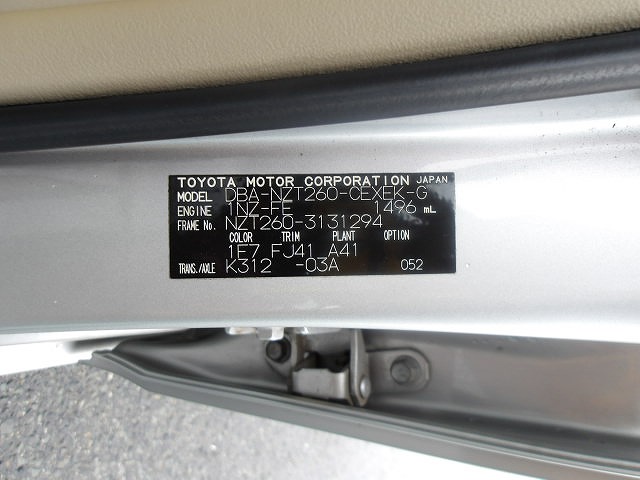 TOYOTA MOTOR CORPORATION JAPAN
MODEL DBA-NZT260-CEXEK-G
ENGINE 1NZ-FE 1496 mL
FRAME No. NZT260-3131294
COLOR TRIM PLANT OPTION
1E7 FJ41 A41
TRANS./AXLE K312 -03A 052